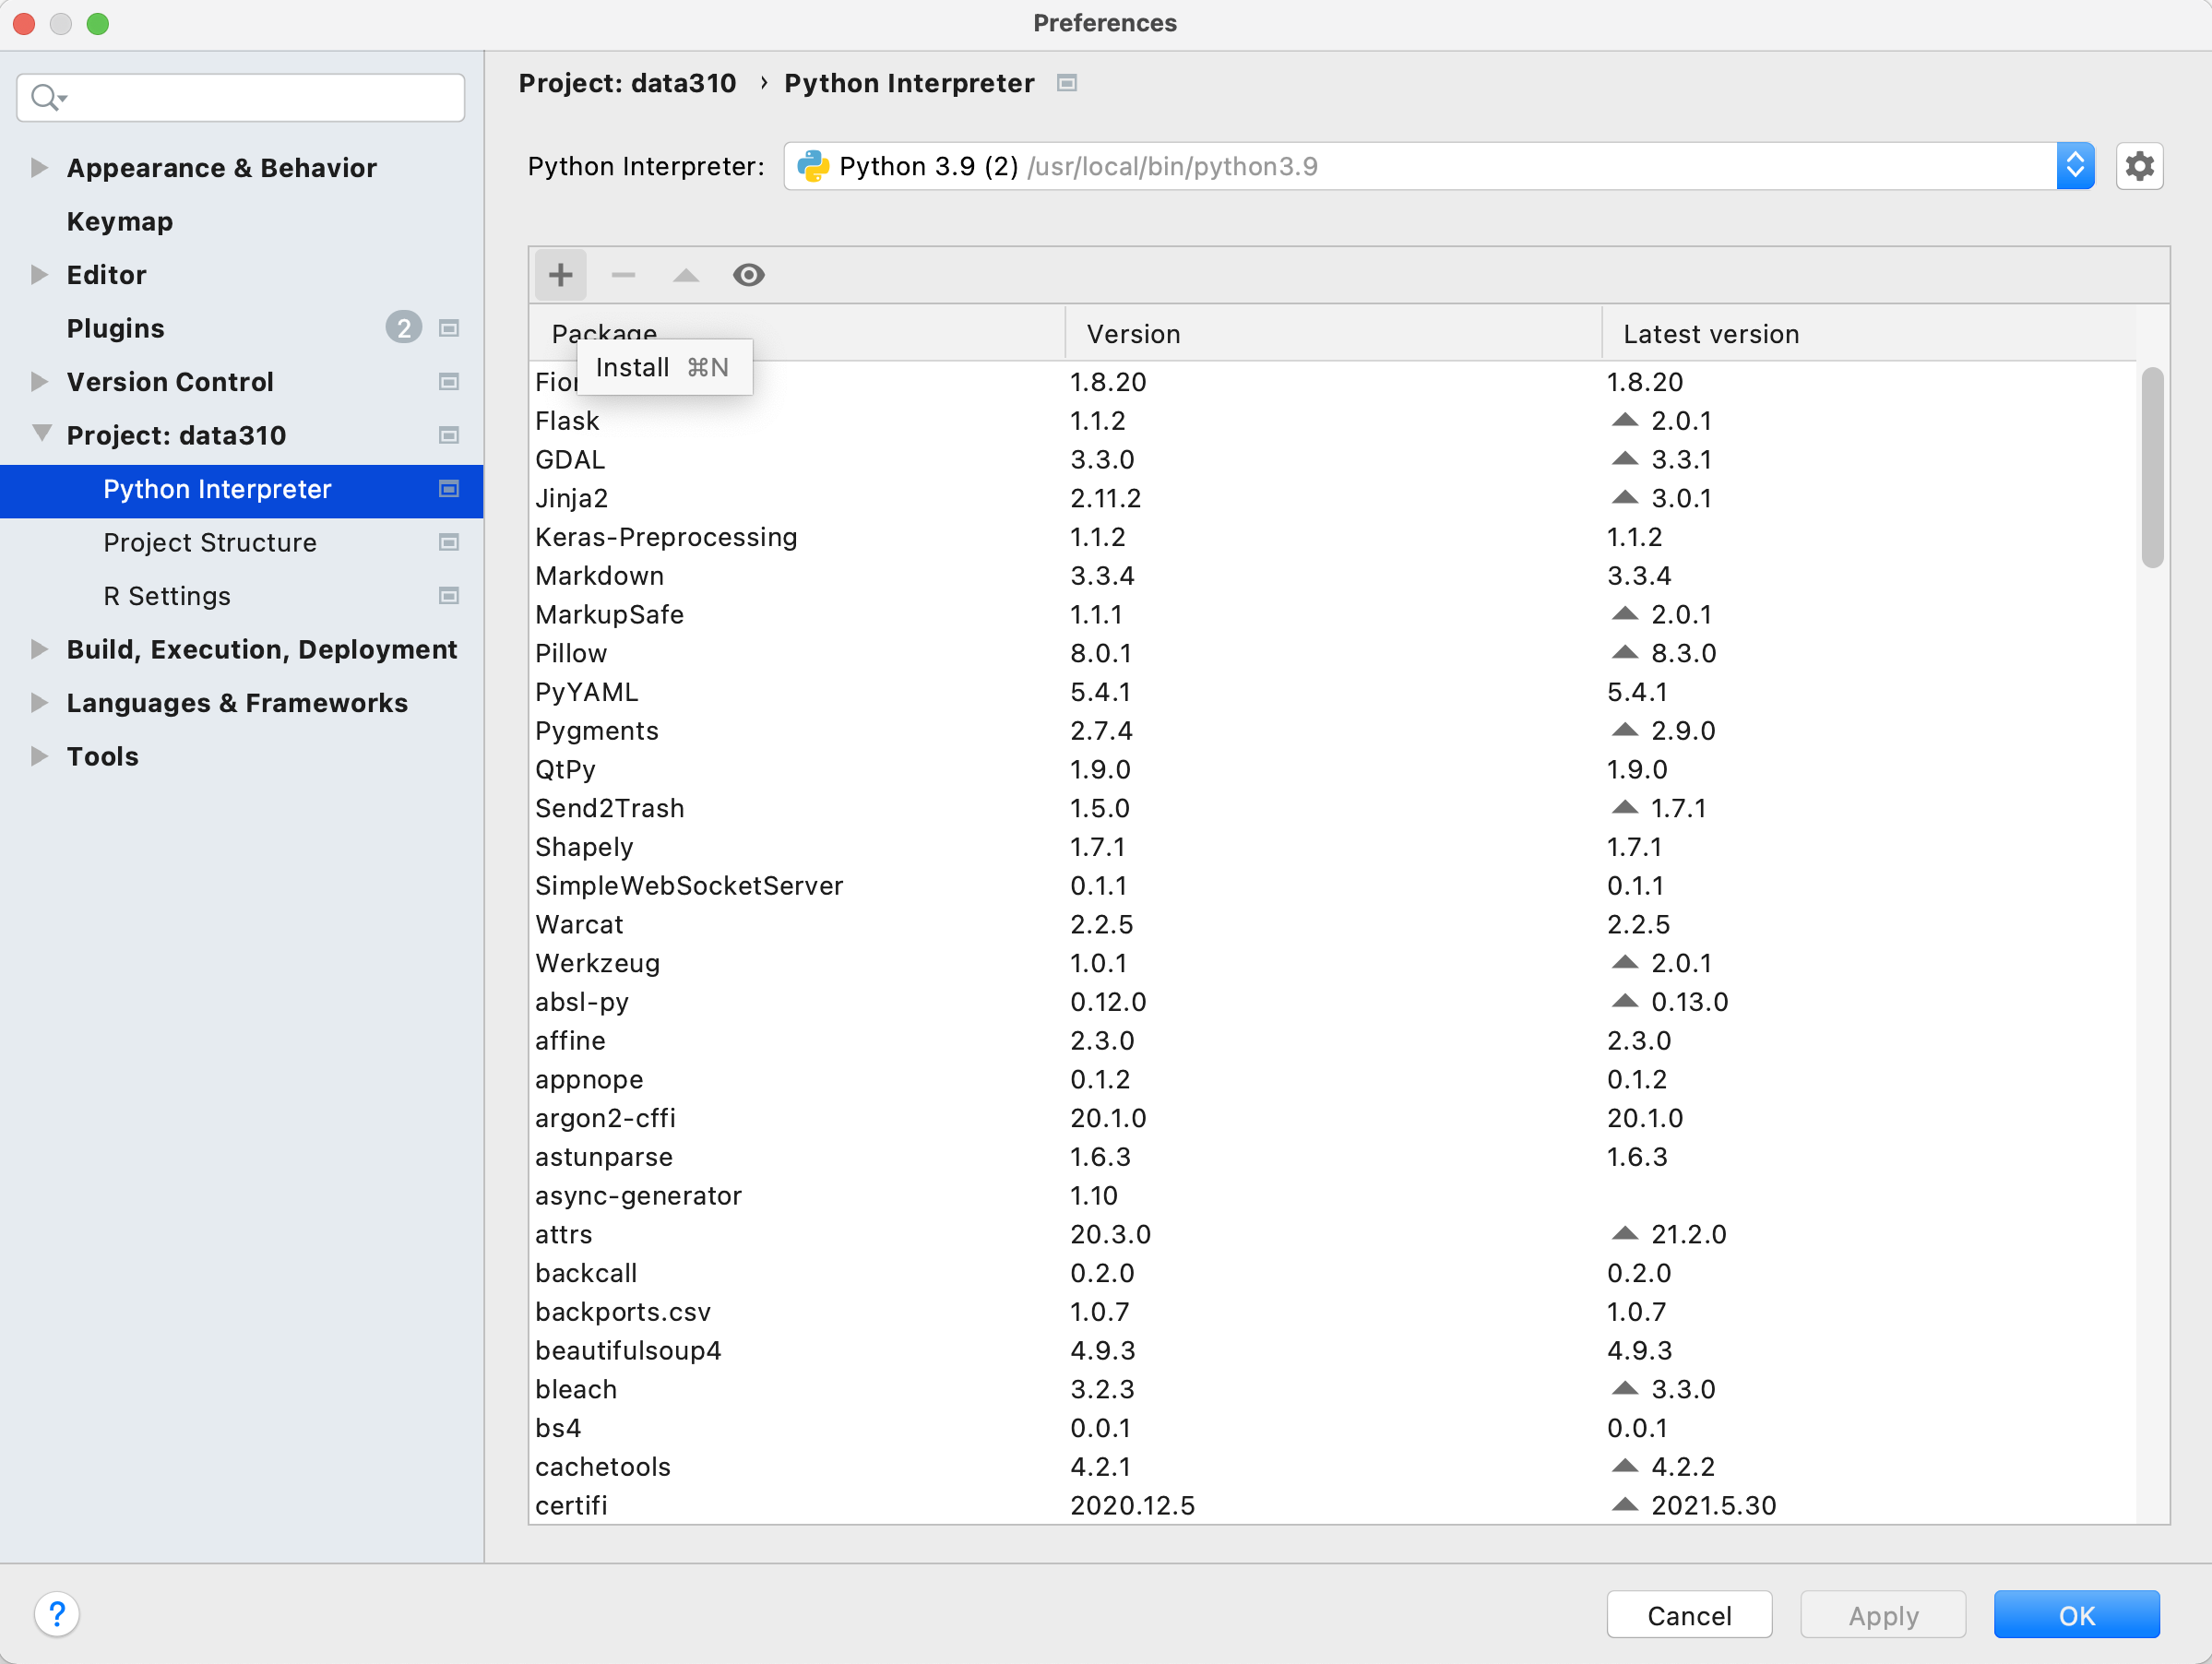 Preferences
Project: data310 › Python Interpreter
Python Interpreter: Python 3.9 (2) /usr/local/bin/python3.9
Appearance & Behavior
Keymap
Editor
Plugins 2
Version Control
Project: data310
Python Interpreter
Project Structure
R Settings
Build, Execution, Deployment
Languages & Frameworks
Tools
Package Version Latest version
Install ⌘N
1.8.20 1.8.20
Flask 1.1.2 2.0.1
GDAL 3.3.0 3.3.1
Jinja2 2.11.2 3.0.1
Keras-Preprocessing 1.1.2 1.1.2
Markdown 3.3.4 3.3.4
MarkupSafe 1.1.1 2.0.1
Pillow 8.0.1 8.3.0
PyYAML 5.4.1 5.4.1
Pygments 2.7.4 2.9.0
QtPy 1.9.0 1.9.0
Send2Trash 1.5.0 1.7.1
Shapely 1.7.1 1.7.1
SimpleWebSocketServer 0.1.1 0.1.1
Warcat 2.2.5 2.2.5
Werkzeug 1.0.1 2.0.1
absl-py 0.12.0 0.13.0
affine 2.3.0 2.3.0
appnope 0.1.2 0.1.2
argon2-cffi 20.1.0 20.1.0
astunparse 1.6.3 1.6.3
async-generator 1.10
attrs 20.3.0 21.2.0
backcall 0.2.0 0.2.0
backports.csv 1.0.7 1.0.7
beautifulsoup4 4.9.3 4.9.3
bleach 3.2.3 3.3.0
bs4 0.0.1 0.0.1
cachetools 4.2.1 4.2.2
certifi 2020.12.5 2021.5.30
? Cancel Apply OK